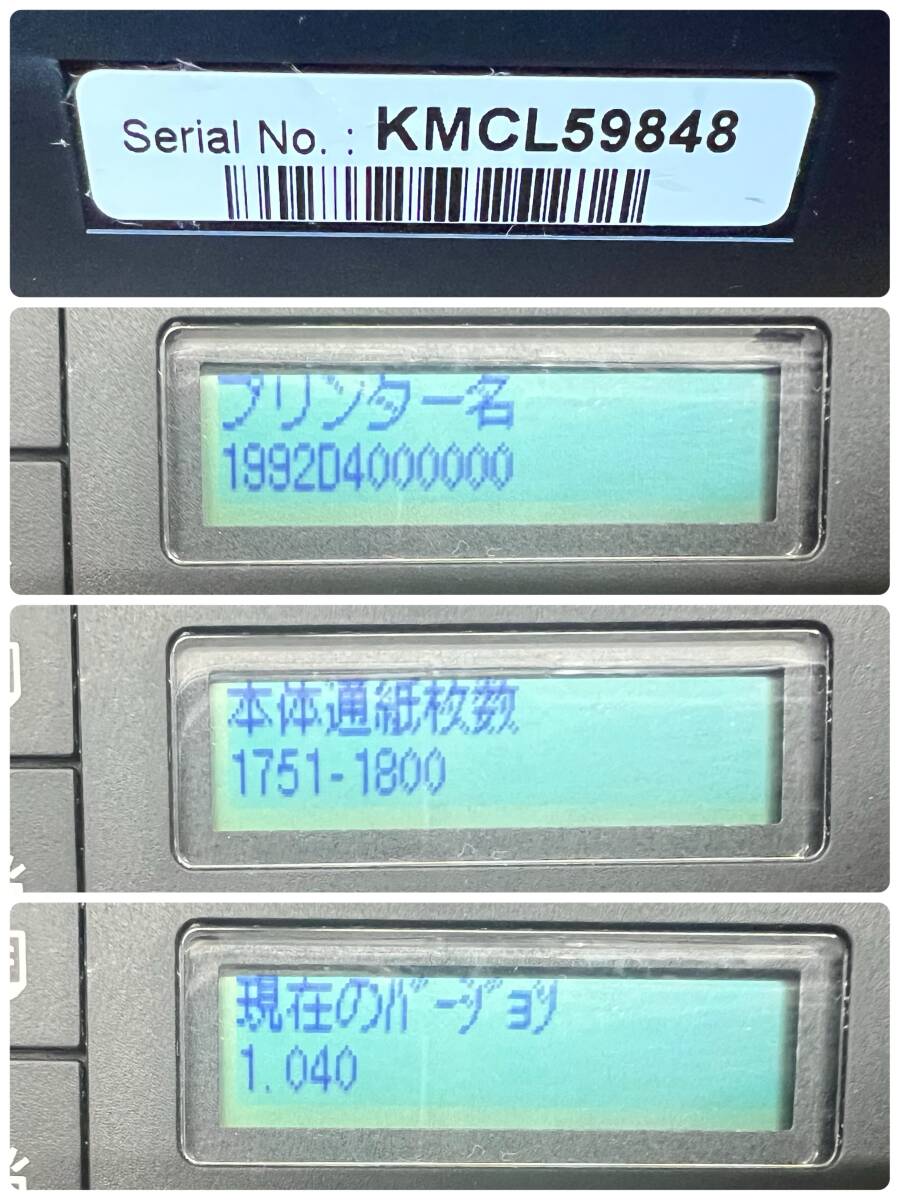 Serial No. : KMCL59848
プリンター名
1992D4000000
本体通紙枚数
1751-1800
現在のﾊﾞｰｼﾞｮﾝ
1.040